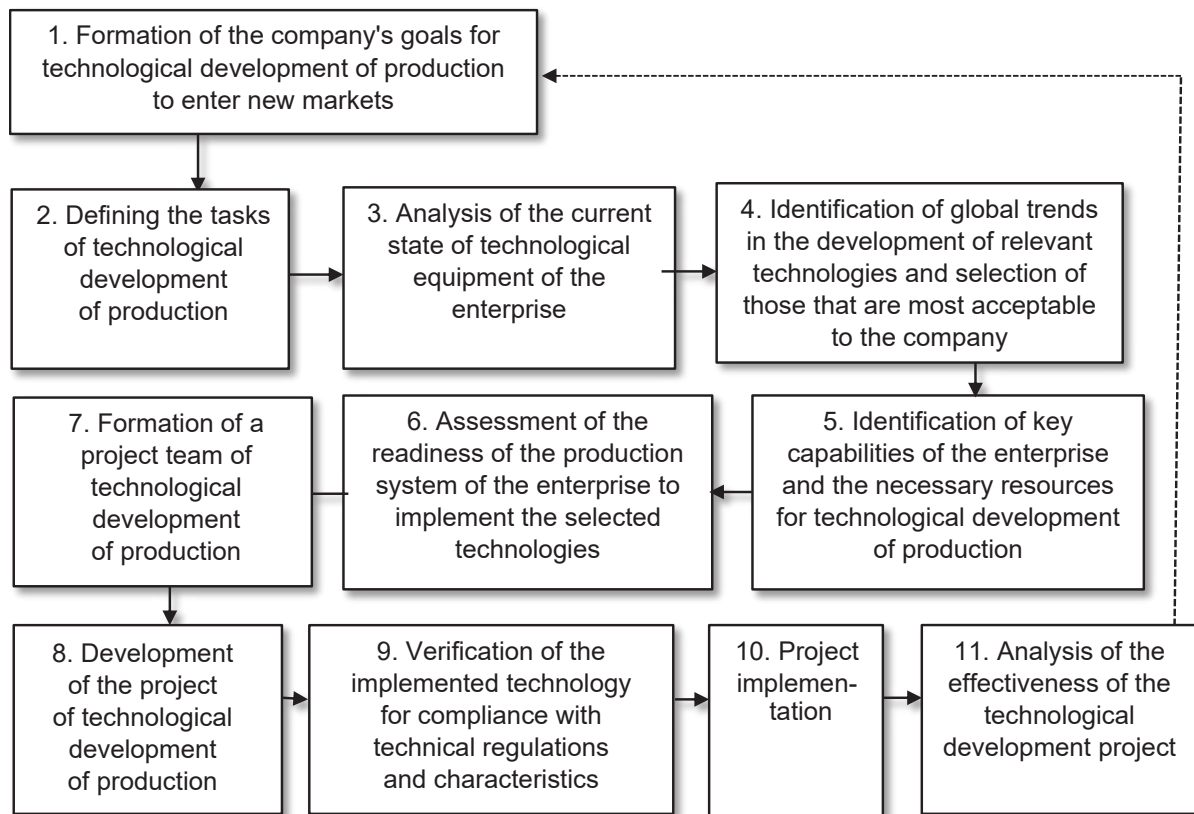 1. Formation of the company's goals for
technological development of production
to enter new markets
2. Defining the tasks
of technological
development
of production
3. Analysis of the current
state of technological
equipment of the
enterprise
4. Identification of global trends
in the development of relevant
technologies and selection of
those that are most acceptable
to the company
5. Identification of key
capabilities of the enterprise
and the necessary resources
for technological development
of production
6. Assessment of the
readiness of the production
system of the enterprise to
implement the selected
technologies
7. Formation of a
project team of
technological
development
of production
8. Development
of the project
of technological
development
of production
9. Verification of the
implemented technology
for compliance with
technical regulations
and characteristics
10. Project
implemen-
tation
11. Analysis of the
effectiveness of the
technological
development project